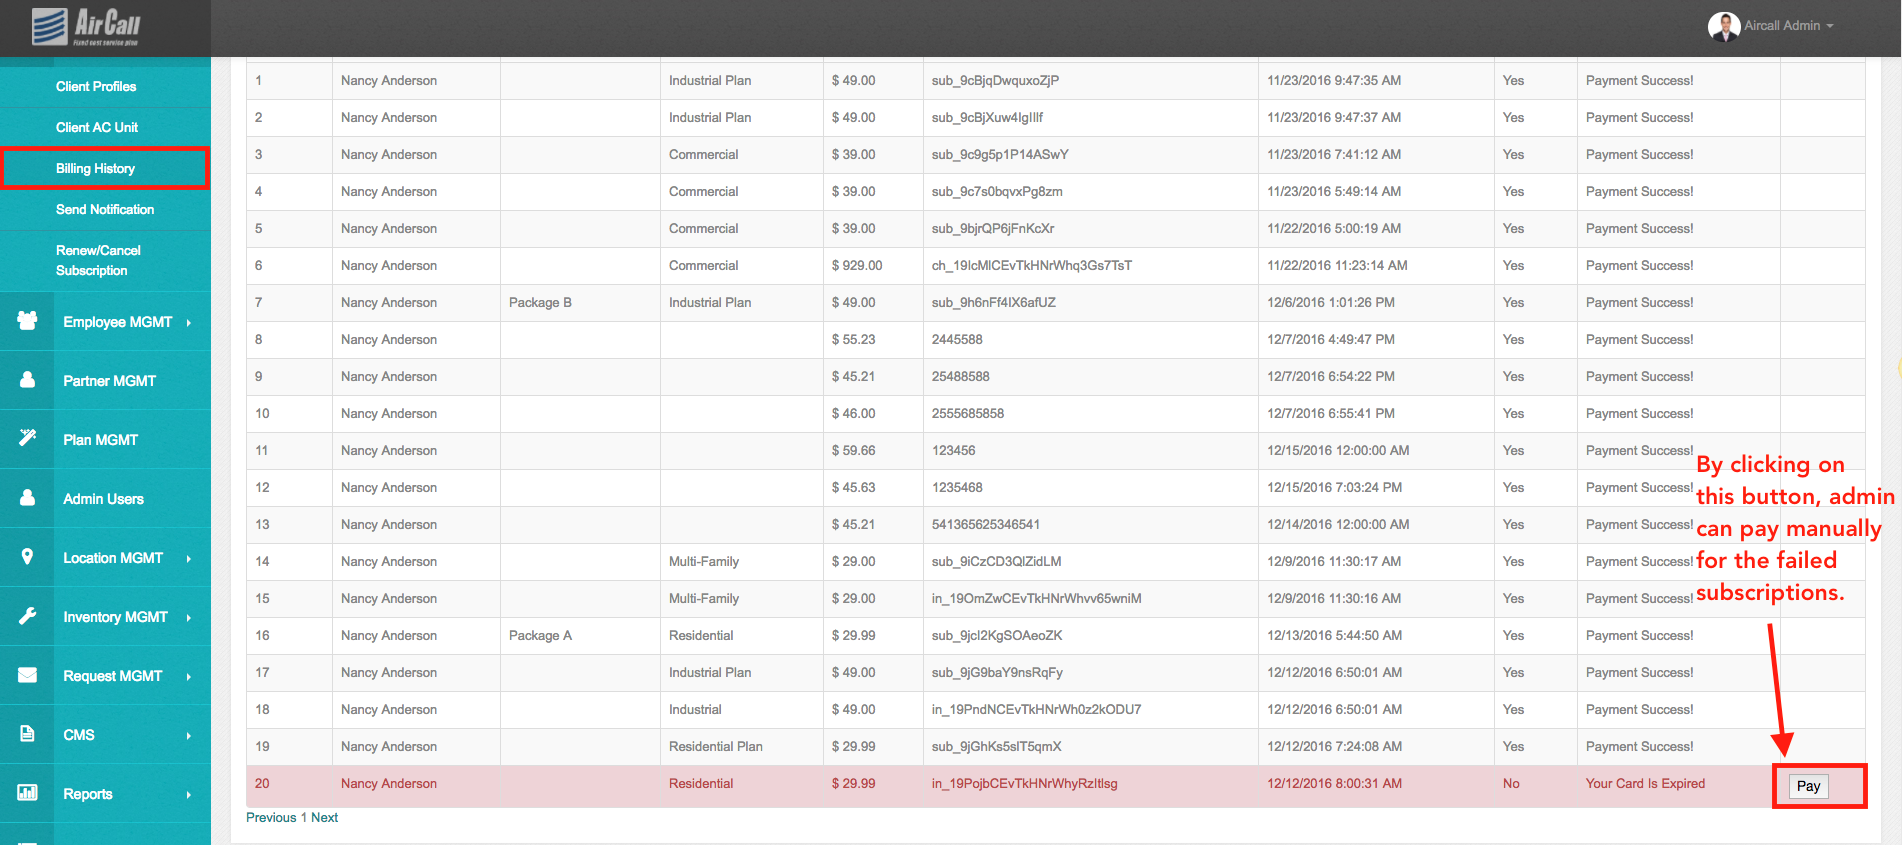 AirCall
Fixed cost service plan
Aircall Admin
Client Profiles
Client AC Unit
Billing History
Send Notification
Renew/Cancel
Subscription
Employee MGMT
Partner MGMT
Plan MGMT
Admin Users
Location MGMT
Inventory MGMT
Request MGMT
CMS
Reports
1 Nancy Anderson Industrial Plan $ 49.00 sub_9cBjqDwquxoZjP 11/23/2016 9:47:35 AM Yes Payment Success!
2 Nancy Anderson Industrial Plan $ 49.00 sub_9cBjXuw4IgIIlf 11/23/2016 9:47:37 AM Yes Payment Success!
3 Nancy Anderson Commercial $ 39.00 sub_9c9g5p1P14ASwY 11/23/2016 7:41:12 AM Yes Payment Success!
4 Nancy Anderson Commercial $ 39.00 sub_9c7s0bqvxPg8zm 11/23/2016 5:49:14 AM Yes Payment Success!
5 Nancy Anderson Commercial $ 39.00 sub_9bjrQP6jFnKcXr 11/22/2016 5:00:19 AM Yes Payment Success!
6 Nancy Anderson Commercial $ 929.00 ch_19IcMlCEvTkHNrWhq3Gs7TsT 11/22/2016 11:23:14 AM Yes Payment Success!
7 Nancy Anderson Package B Industrial Plan $ 49.00 sub_9h6nFf4IX6afUZ 12/6/2016 1:01:26 PM Yes Payment Success!
8 Nancy Anderson $ 55.23 2445588 12/7/2016 4:49:47 PM Yes Payment Success!
9 Nancy Anderson $ 45.21 25488588 12/7/2016 6:54:22 PM Yes Payment Success!
10 Nancy Anderson $ 46.00 2555685858 12/7/2016 6:55:41 PM Yes Payment Success!
11 Nancy Anderson $ 59.66 123456 12/15/2016 12:00:00 AM Yes Payment Success!
12 Nancy Anderson $ 45.63 1235468 12/15/2016 7:03:24 PM Yes Payment Success!
13 Nancy Anderson $ 45.21 541365625346541 12/14/2016 12:00:00 AM Yes Payment Success!
14 Nancy Anderson Multi-Family $ 29.00 sub_9iCzCD3QlZidLM 12/9/2016 11:30:17 AM Yes Payment Success!
15 Nancy Anderson Multi-Family $ 29.00 in_19OmZwCEvTkHNrWhvv65wniM 12/9/2016 11:30:16 AM Yes Payment Success!
16 Nancy Anderson Package A Residential $ 29.99 sub_9jcI2KgSOAeoZK 12/13/2016 5:44:50 AM Yes Payment Success!
17 Nancy Anderson Industrial Plan $ 49.00 sub_9jG9baY9nsRqFy 12/12/2016 6:50:01 AM Yes Payment Success!
18 Nancy Anderson Industrial $ 49.00 in_19PndNCEvTkHNrWh0z2kODU7 12/12/2016 6:50:01 AM Yes Payment Success!
19 Nancy Anderson Residential Plan $ 29.99 sub_9jGhKs5slT5qmX 12/12/2016 7:24:08 AM Yes Payment Success!
20 Nancy Anderson Residential $ 29.99 in_19PojbCEvTkHNrWhyRzItlsg 12/12/2016 8:00:31 AM No Your Card Is Expired Pay
Previous 1 Next
By clicking on
this button, admin
can pay manually
for the failed
subscriptions.